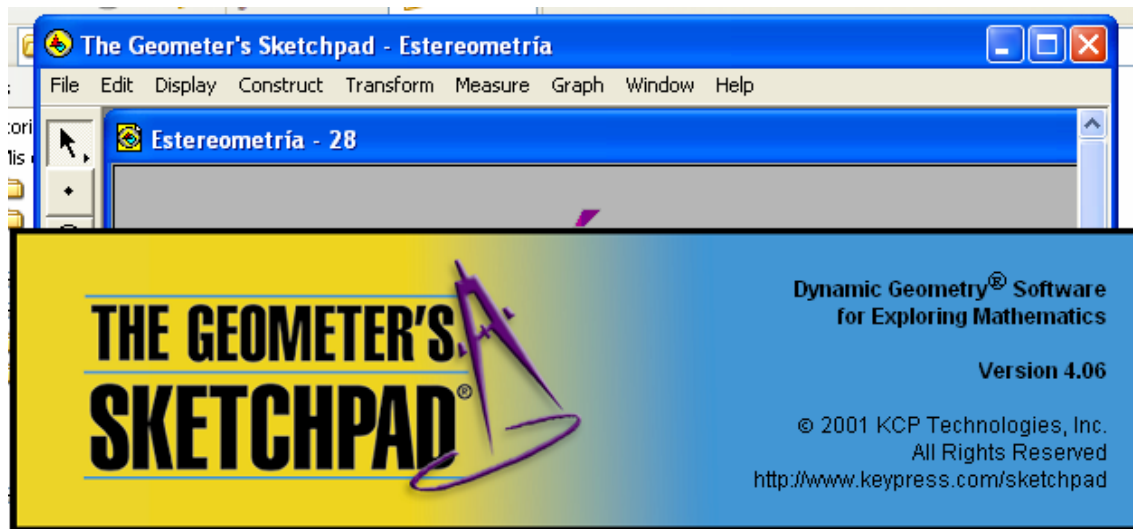 The Geometer's Sketchpad - Estereometría
File Edit Display Construct Transform Measure Graph Window Help
Estereometría - 28
THE GEOMETER'S
SKETCHPAD®
Dynamic Geometry® Software
for Exploring Mathematics
Version 4.06
© 2001 KCP Technologies, Inc.
All Rights Reserved
http://www.keypress.com/sketchpad